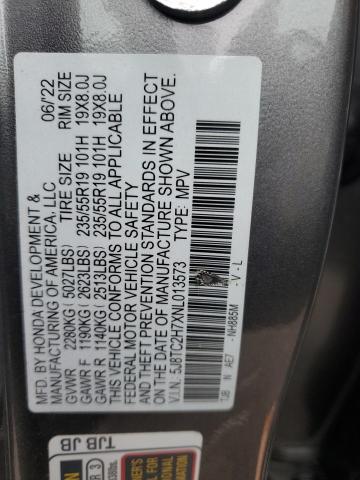 MFD. BY HONDA DEVELOPMENT & 06/22
MANUFACTURING OF AMERICA, LLC
TIRE SIZE RIM SIZE
GVWR 2280KG (5027LBS)
GAWR F 1190KG (2623LBS) 235/55R19 101H 19X8.0J
GAWR R 1140KG (2513LBS) 235/55R19 101H 19X8.0J
THIS VEHICLE CONFORMS TO ALL APPLICABLE
FEDERAL MOTOR VEHICLE SAFETY AND
THEFT PREVENTION STANDARDS IN EFFECT ON
THE DATE OF MANUFACTURE SHOWN ABOVE.
V.I.N. 5J8TC2H7XNL013573 TYPE: MPV
TJB N AE7 NH885M -V-L
TJB JB
R 3